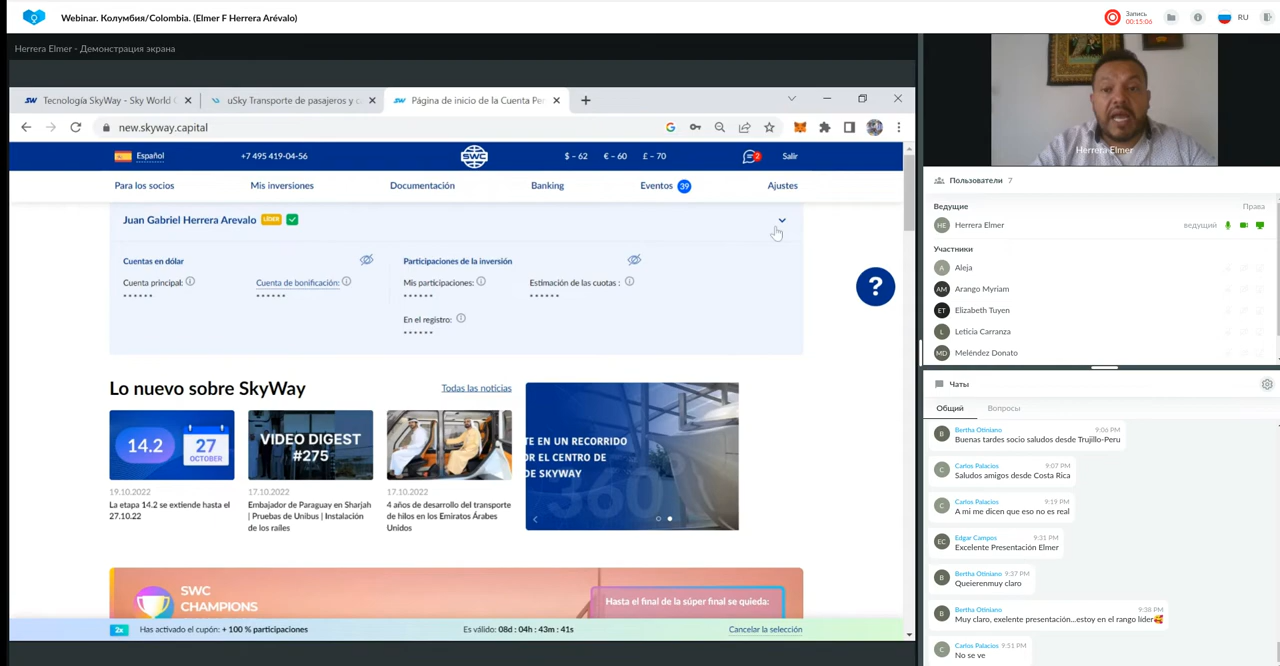 Webinar. Колумбия/Colombia. (Elmer F Herrera Arévalo)
Запись
00:15:06
RU
Herrera Elmer - Демонстрация экрана
Tecnología SkyWay - Sky World
uSky Transporte de pasajeros y c
Página de inicio de la Cuenta Pe
new.skyway.capital
Español
+7 495 419-04-56
SWC
$ – 62
€ – 60
£ – 70
2
Salir
Para los socios
Mis inversiones
Documentación
Banking
Eventos 39
Ajustes
Juan Gabriel Herrera Arevalo LÍDER
Cuentas en dólar
Participaciones de la inversión
Cuenta principal:
Cuenta de bonificación:
Mis participaciones:
Estimación de las cuotas :
******
******
******
******
En el registro:
******
?
Lo nuevo sobre SkyWay
Todas las noticias
14.2
27
OCTOBER
VIDEO DIGEST
#275
TE EN UN RECORRIDO
OR EL CENTRO DE
DE SKYWAY
360
19.10.2022
La etapa 14.2 se extiende hasta el
27.10.22
17.10.2022
Embajador de Paraguay en Sharjah
| Pruebas de Unibus | Instalación
de los raíles
17.10.2022
4 años de desarrollo del transporte
de hilos en los Emiratos Árabes
Unidos
SWC
CHAMPIONS
Hasta el final de la súper final se quieda:
2x
Has activado el cupón: + 100 % participaciones
Es válido: 08d : 04h : 43m : 41s
Cancelar la selección
Herrera Elmer
Пользователи 7
Ведущие
Права
HE
Herrera Elmer
ведущий
Участники
A
Aleja
AM
Arango Myriam
ET
Elizabeth Tuyen
L
Leticia Carranza
MD
Meléndez Donato
Чаты
Общий
Вопросы
B
Bertha Otiniano
9:06 PM
Buenas tardes socio saludos desde Trujillo-Peru
C
Carlos Palacios
9:07 PM
Saludos amigos desde Costa Rica
C
Carlos Palacios
9:19 PM
A mi me dicen que eso no es real
EC
Edgar Campos
9:31 PM
Excelente Presentación Elmer
B
Bertha Otiniano
9:37 PM
Queierenmuy claro
B
Bertha Otiniano
9:38 PM
Muy claro, exelente presentación...estoy en el rango líder🥰
C
Carlos Palacios
9:51 PM
No se ve